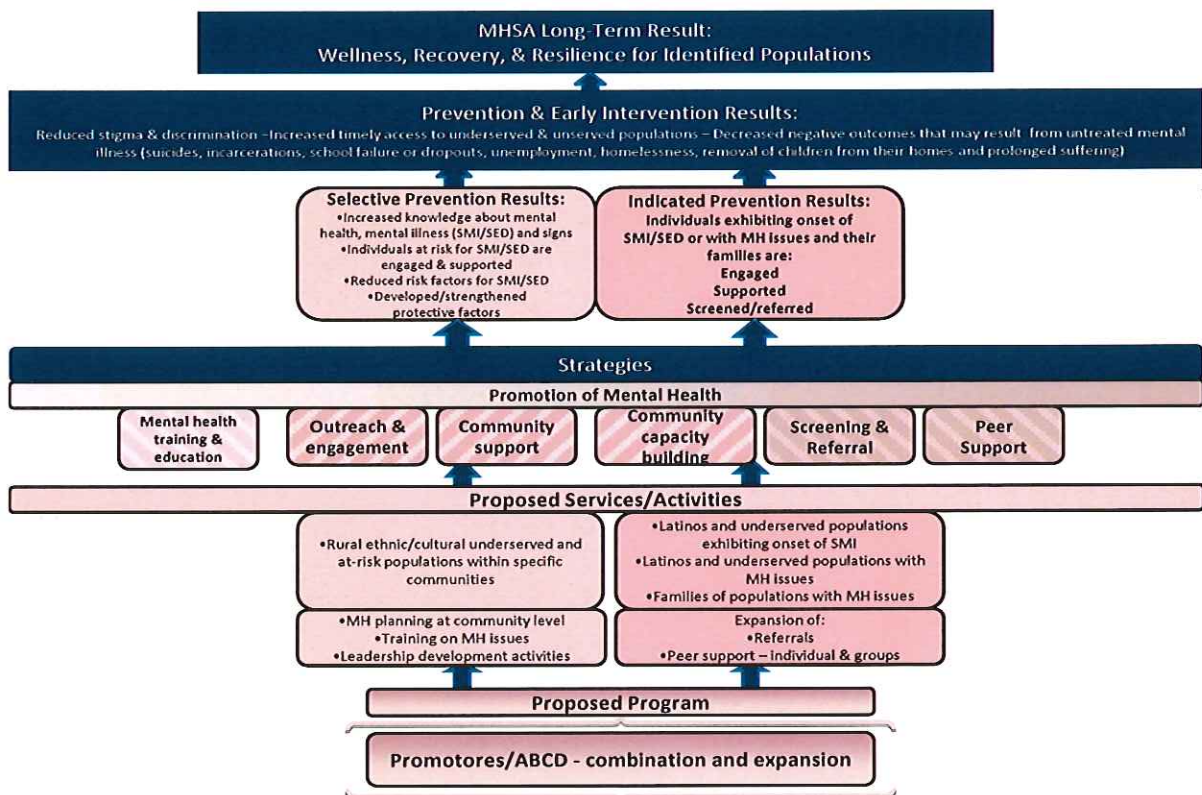 MHSA Long-Term Result:
Wellness, Recovery, & Resilience for Identified Populations
Prevention & Early Intervention Results:
Reduced stigma & discrimination –Increased timely access to underserved & unserved populations – Decreased negative outcomes that may result from untreated mental
illness (suicides, incarcerations, school failure or dropouts, unemployment, homelessness, removal of children from their homes and prolonged suffering)
Selective Prevention Results:
•Increased knowledge about mental
health, mental illness (SMI/SED) and signs
•Individuals at risk for SMI/SED are
engaged & supported
•Reduced risk factors for SMI/SED
•Developed/strengthened
protective factors
Indicated Prevention Results:
Individuals exhibiting onset of
SMI/SED or with MH issues and their
families are:
Engaged
Supported
Screened/referred
Strategies
Promotion of Mental Health
Mental health
training &
education
Outreach &
engagement
Community
support
Community
capacity
building
Screening &
Referral
Peer
Support
Proposed Services/Activities
•Rural ethnic/cultural underserved and
at-risk populations within specific
communities
•Latinos and underserved populations
exhibiting onset of SMI
•Latinos and underserved populations with
MH issues
•Families of populations with MH issues
•MH planning at community level
•Training on MH issues
•Leadership development activities
Expansion of:
•Referrals
•Peer support – individual & groups
Proposed Program
Promotores/ABCD - combination and expansion